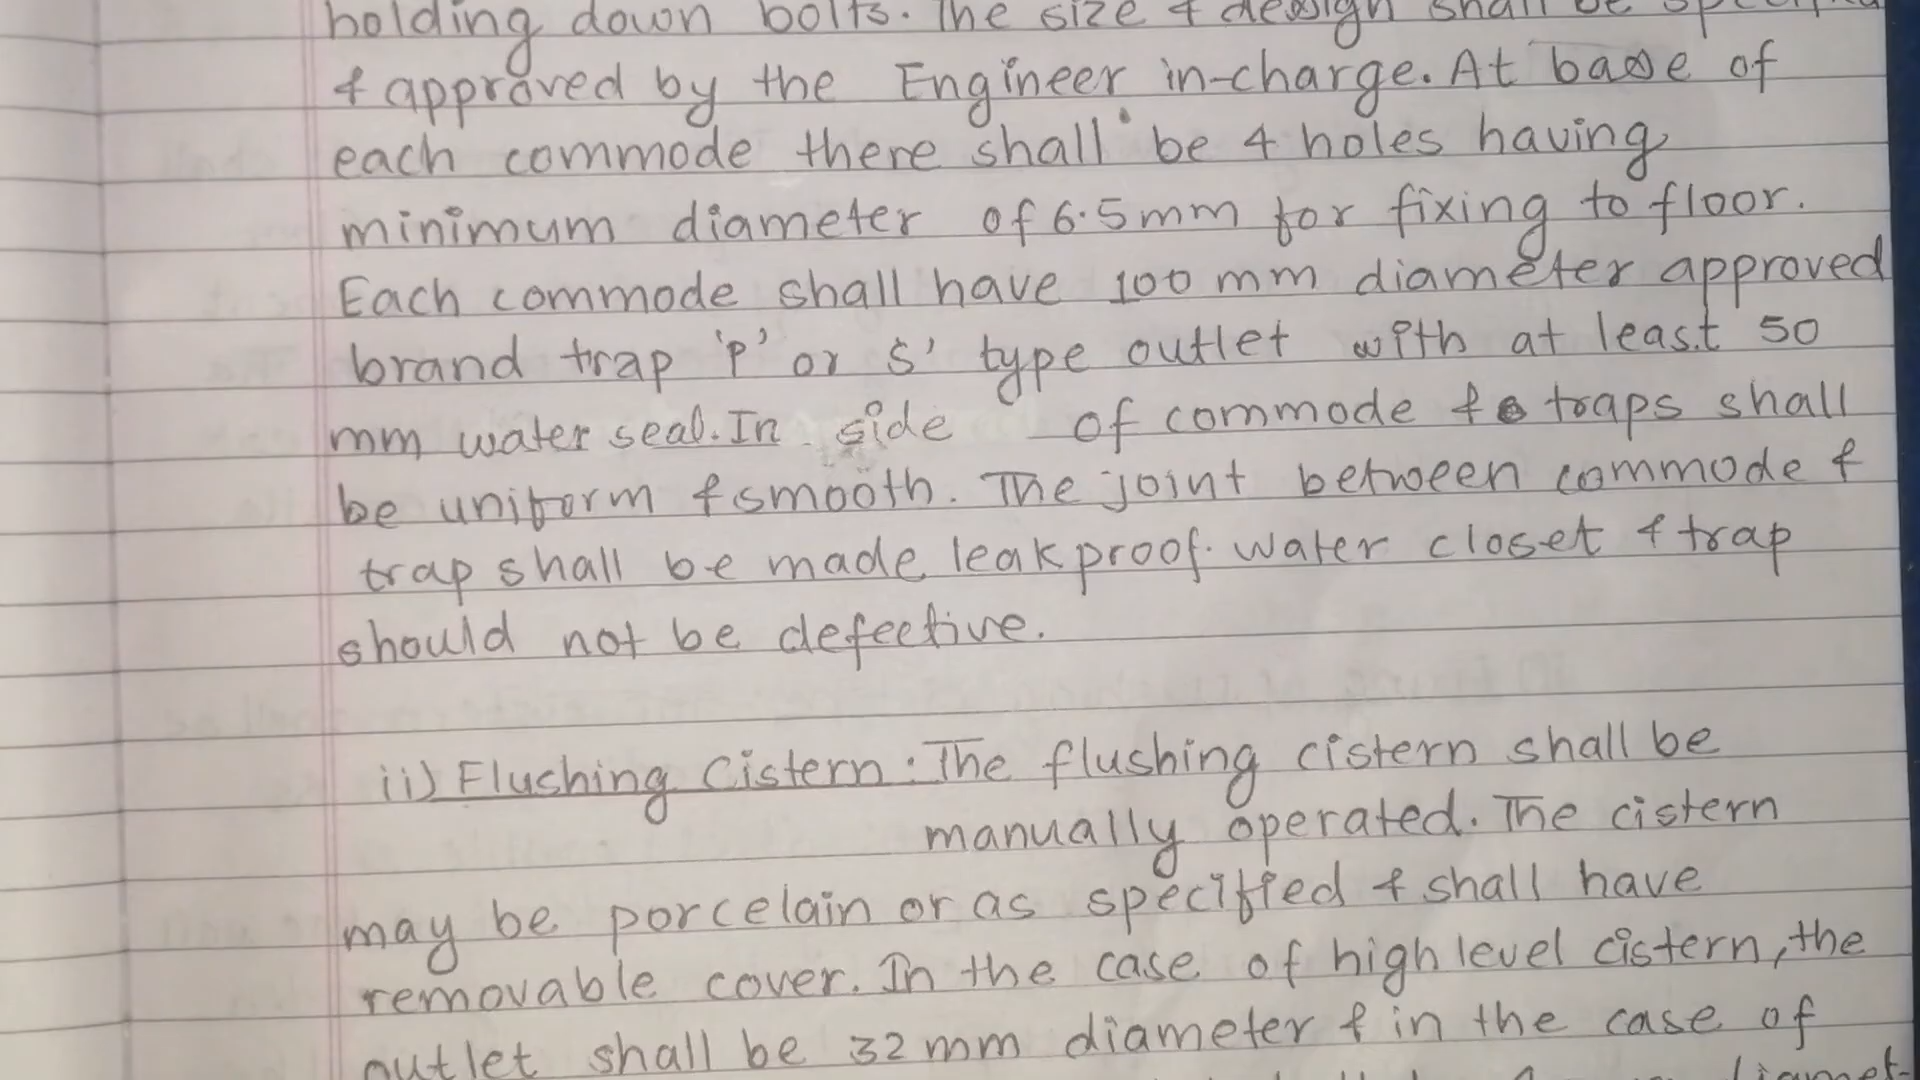 holding down bolts. The size & design shall be
& approved by the Engineer in-charge. At base of
each commode there shall be 4 holes having
minimum diameter of 6.5mm for fixing to floor.
Each commode shall have 100 mm diameter approved
brand trap 'P' or S' type outlet with at least 50
mm water seal. In side of commode & traps shall
be uniform & smooth. The joint between commode &
trap shall be made leakproof. Water closet & trap
should not be defective.
ii) Flushing Cistern : The flushing cistern shall be
manually operated. The cistern
may be porcelain or as specified & shall have
removable cover. In the case of high level cistern, the
outlet shall be 32 mm diameter & in the case of